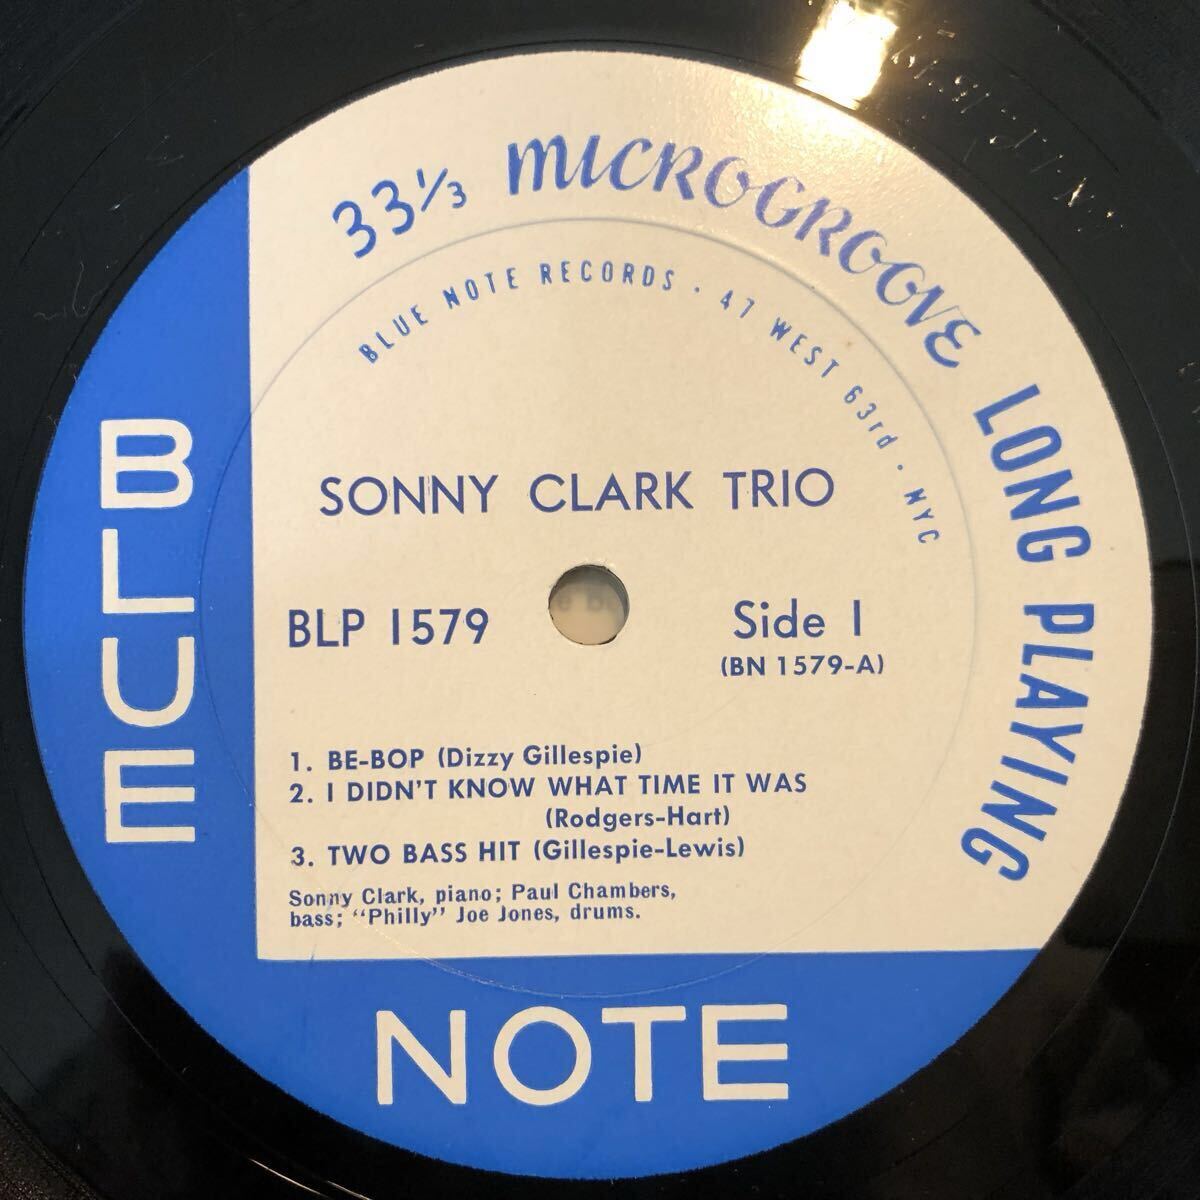 33⅓ MICROGROOVE LONG PLAYING
BLUE NOTE RECORDS · 47 WEST 63rd · NYC
SONNY CLARK TRIO
BLP 1579
Side 1
(BN 1579-A)
1. BE-BOP (Dizzy Gillespie)
2. I DIDN'T KNOW WHAT TIME IT WAS
(Rodgers-Hart)
3. TWO BASS HIT (Gillespie-Lewis)
Sonny Clark, piano; Paul Chambers,
bass; "Philly" Joe Jones, drums.
BLUE
NOTE